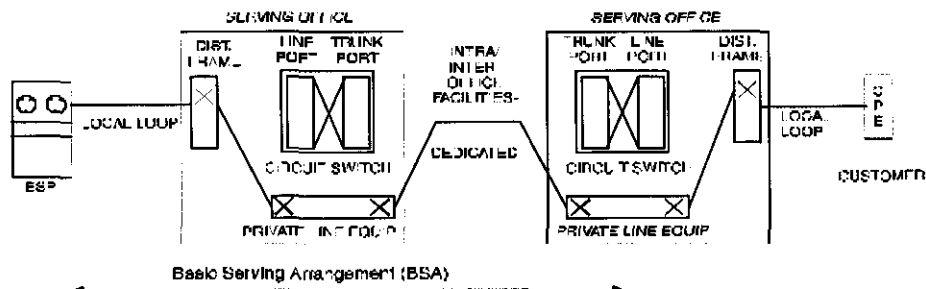 SERVING OFFICE
SERVING OFFICE
DIST. FRAME
LINE PORT
TRUNK PORT
INTRA/
INTER
OFFICE
FACILITIES-
TRUNK PORT
LINE PORT
DIST. FRAME
LOCAL LOOP
CPE
LOCAL
LOOP
DEDICATED
CIRCUIT SWITCH
CIRCUIT SWITCH
ESP
CUSTOMER
PRIVATE LINE EQUIP
PRIVATE LINE EQUIP
Basic Serving Arrangement (BSA)